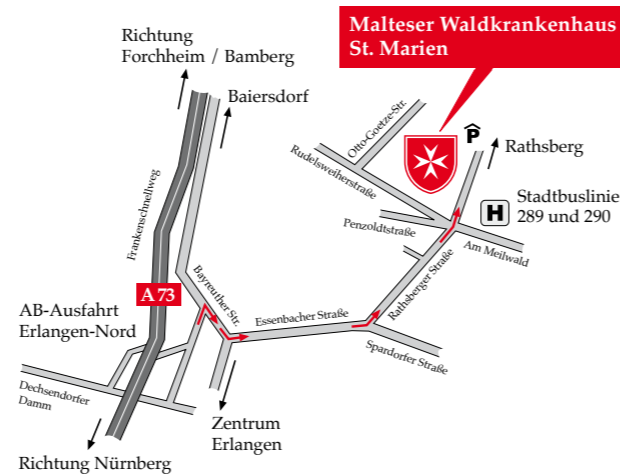 Malteser Waldkrankenhaus
St. Marien
Richtung
Forchheim / Bamberg
Baiersdorf
Otto-Goetze-Str.
P
Rathsberg
Rudelsweiherstraße
Frankenschnellweg
H
Stadtbuslinie
289 und 290
Penzoldtstraße
Am Meilwald
Bayreuther Str.
Rathsberger Straße
A 73
AB-Ausfahrt
Erlangen-Nord
Essenbacher Straße
Spardorfer Straße
Dechsendorfer
Damm
Zentrum
Erlangen
Richtung Nürnberg